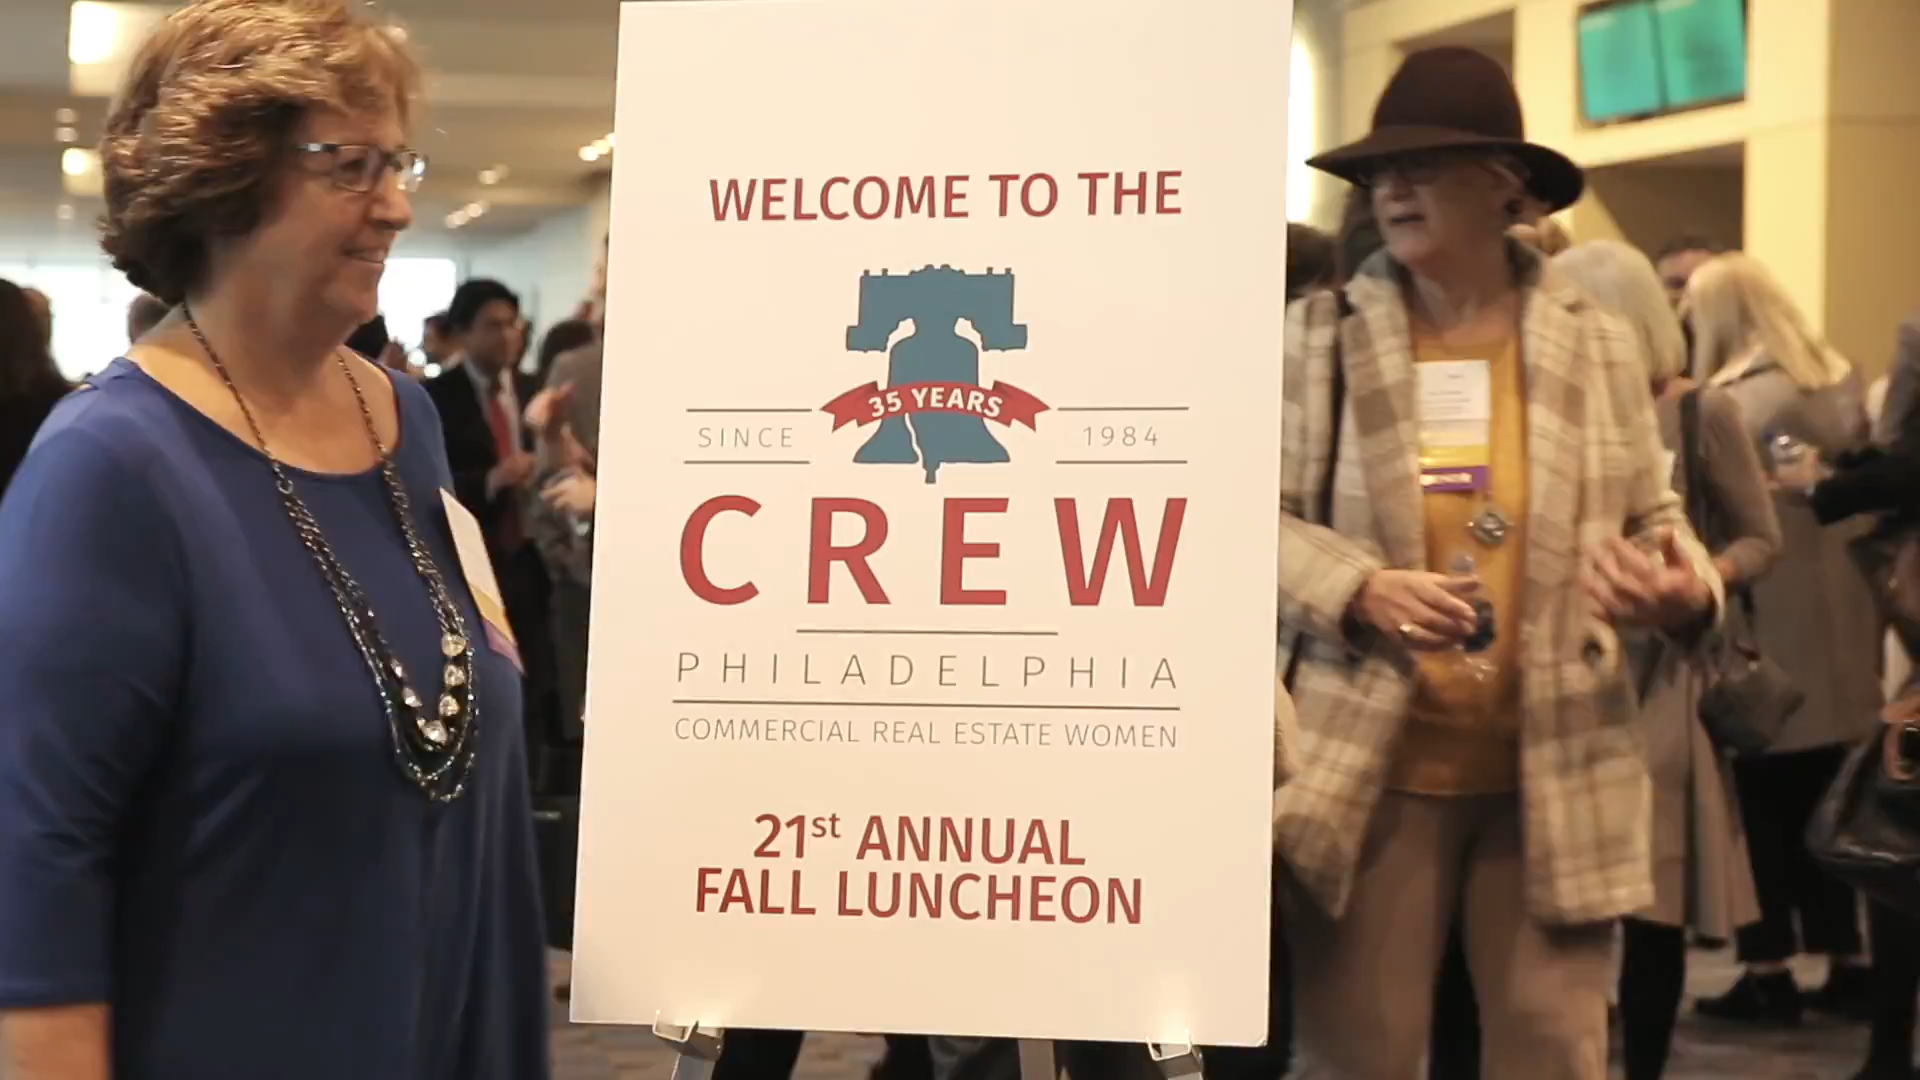 WELCOME TO THE
35 YEARS
SINCE 1984
CREW
PHILADELPHIA
COMMERCIAL REAL ESTATE WOMEN
21st ANNUAL
FALL LUNCHEON